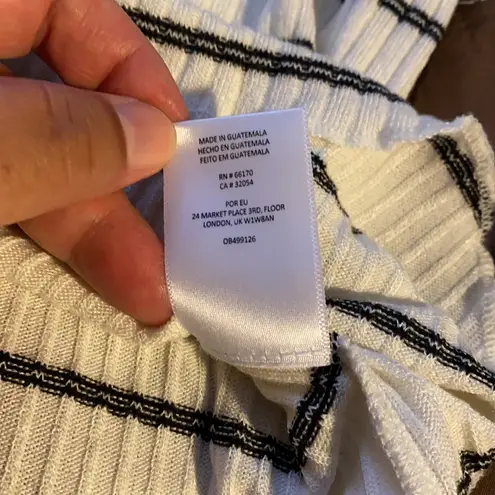 MADE IN GUATEMALA
HECHO EN GUATEMALA
FEITO EM GUATEMALA
RN # 66170
CA # 32054
POR EU
24 MARKET PLACE 3RD, FLOOR
LONDON, UK W1W8AN
OB499126